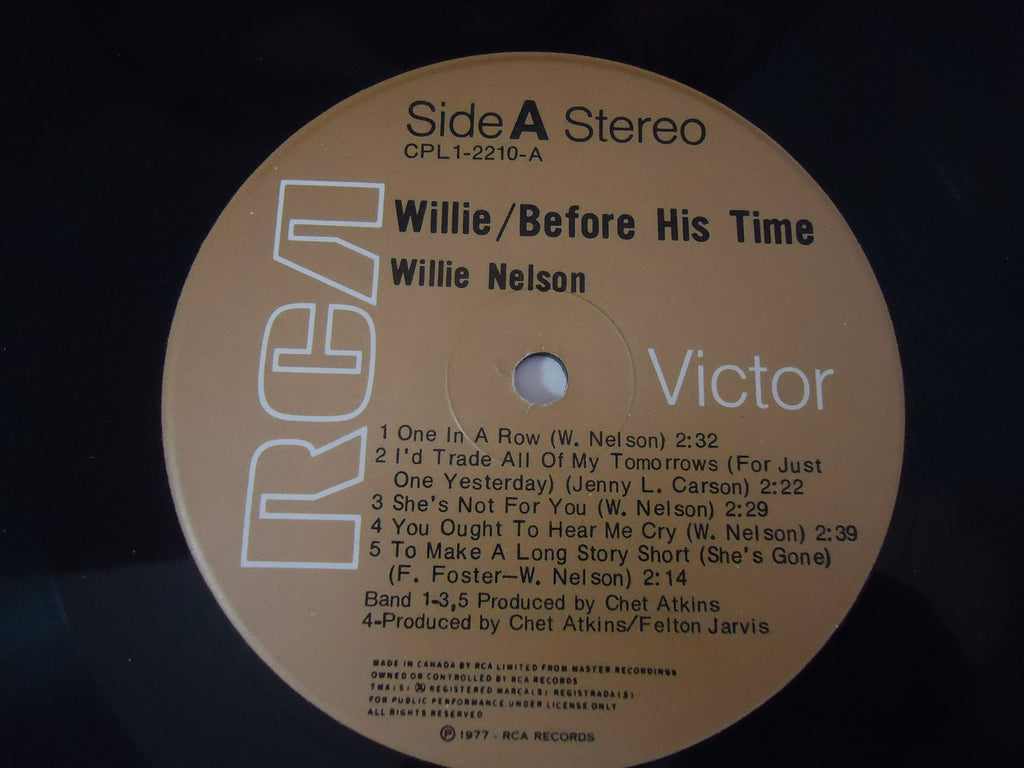 Side A Stereo
CPL1-2210-A
Willie/Before His Time
Willie Nelson
RCA
Victor
1 One In A Row (W. Nelson) 2:32
2 I'd Trade All Of My Tomorrows (For Just
One Yesterday) (Jenny L. Carson) 2:22
3 She's Not For You (W. Nelson) 2:29
4 You Ought To Hear Me Cry (W. Nelson) 2:39
5 To Make A Long Story Short (She's Gone)
(F. Foster–W. Nelson) 2:14
Band 1-3,5 Produced by Chet Atkins
4-Produced by Chet Atkins/Felton Jarvis
MADE IN CANADA BY RCA LIMITED FROM MASTER RECORDINGS
OWNED OR CONTROLLED BY RCA RECORDS
TMK(S) ® REGISTERED MARCA(S) REGISTRADA(S)
FOR PUBLIC PERFORMANCE UNDER LICENSE ONLY
ALL RIGHTS RESERVED
℗ 1977 - RCA RECORDS